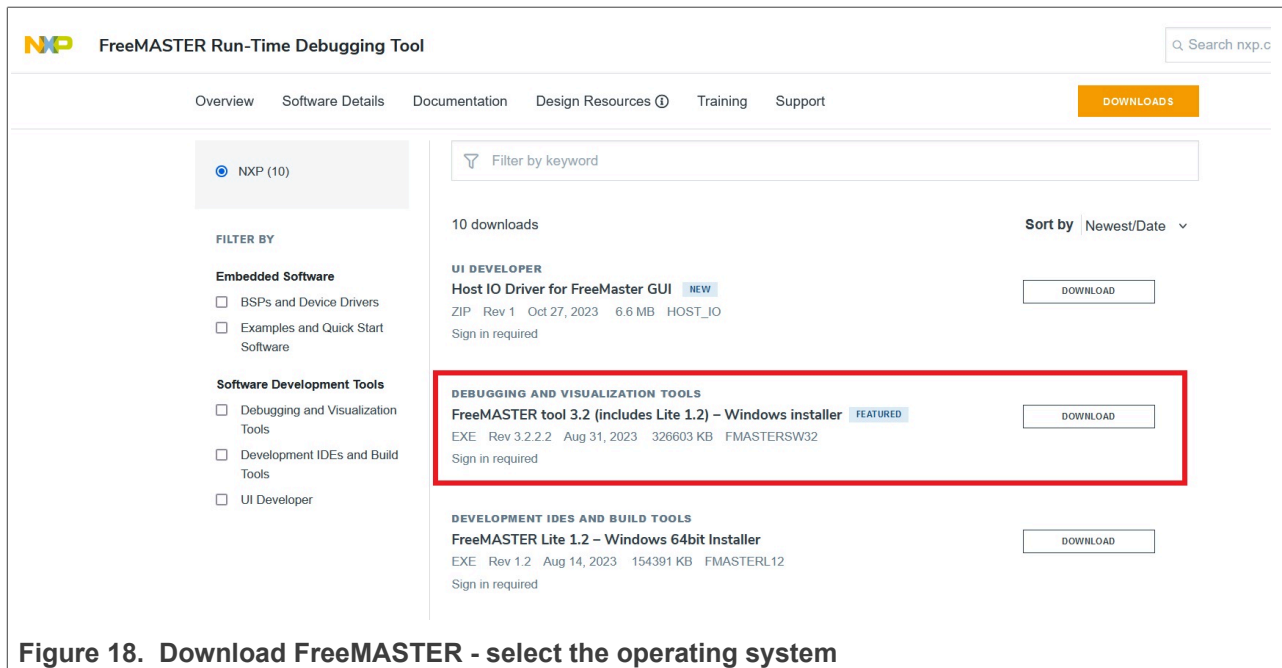 NXP FreeMASTER Run-Time Debugging Tool
Search nxp.c
Overview Software Details Documentation Design Resources Training Support DOWNLOADS
NXP (10)
Filter by keyword
10 downloads
Sort by Newest/Date
FILTER BY
Embedded Software
BSPs and Device Drivers
Examples and Quick Start
Software
Software Development Tools
Debugging and Visualization
Tools
Development IDEs and Build
Tools
UI Developer
UI DEVELOPER
Host IO Driver for FreeMaster GUI NEW
ZIP Rev 1 Oct 27, 2023 6.6 MB HOST_IO
Sign in required
DOWNLOAD
DEBUGGING AND VISUALIZATION TOOLS
FreeMASTER tool 3.2 (includes Lite 1.2) – Windows installer FEATURED
EXE Rev 3.2.2.2 Aug 31, 2023 326603 KB FMASTERSW32
Sign in required
DOWNLOAD
DEVELOPMENT IDES AND BUILD TOOLS
FreeMASTER Lite 1.2 – Windows 64bit Installer
EXE Rev 1.2 Aug 14, 2023 154391 KB FMASTERL12
Sign in required
DOWNLOAD
Figure 18. Download FreeMASTER - select the operating system